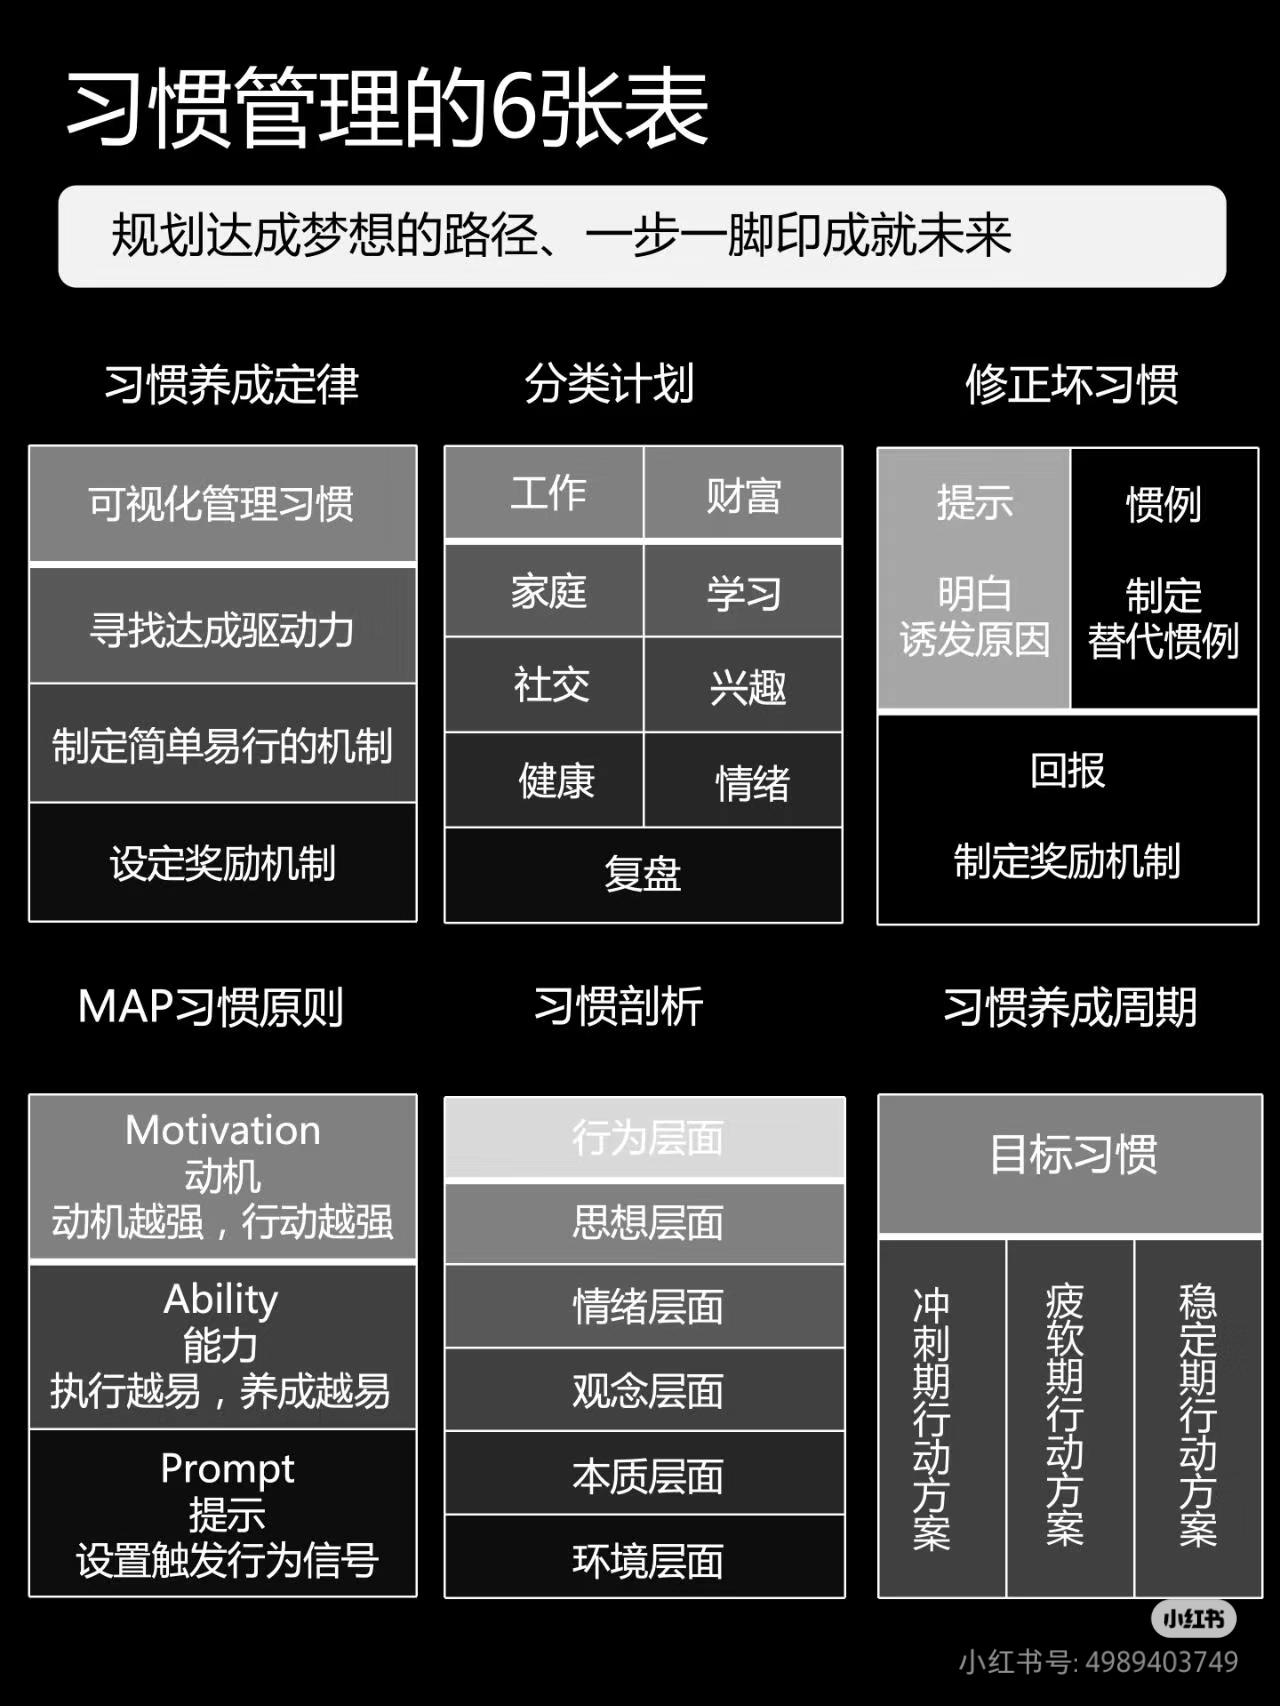 习惯管理的6张表
规划达成梦想的路径、一步一脚印成就未来
习惯养成定律
可视化管理习惯
寻找达成驱动力
制定简单易行的机制
设定奖励机制
分类计划
工作
财富
家庭
学习
社交
兴趣
健康
情绪
复盘
修正坏习惯
提示
明白
诱发原因
惯例
制定
替代惯例
回报
制定奖励机制
MAP习惯原则
Motivation
动机
动机越强，行动越强
Ability
能力
执行越易，养成越易
Prompt
提示
设置触发行为信号
习惯剖析
行为层面
思想层面
情绪层面
观念层面
本质层面
环境层面
习惯养成周期
目标习惯
冲刺期行动方案
疲软期行动方案
稳定期行动方案
小红书
小红书号: 4989403749